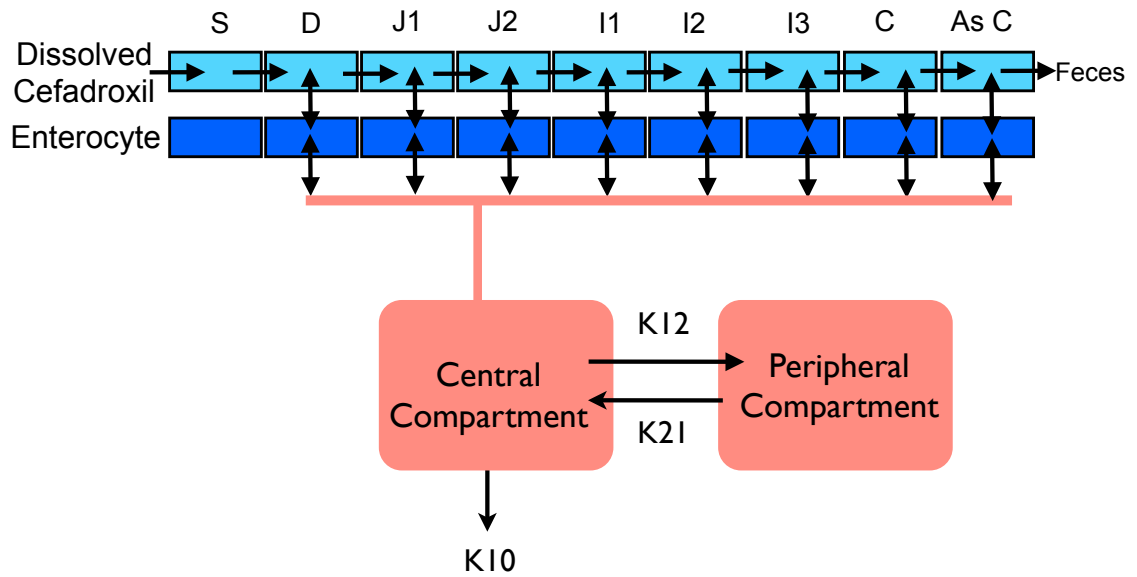 S D J1 J2 I1 I2 I3 C As C
Dissolved
Cefadroxil
Feces
Enterocyte
K12
Central
Compartment
Peripheral
Compartment
K21
K10